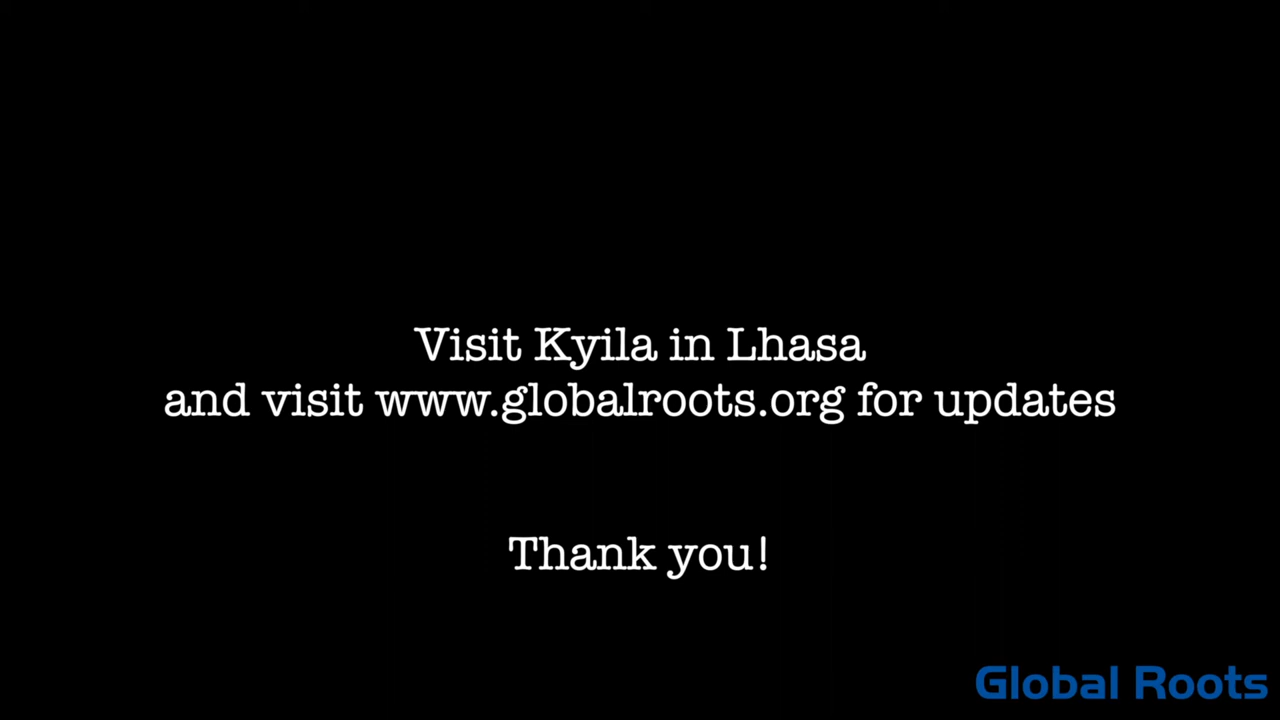 Visit Kyila in Lhasa
and visit www.globalroots.org for updates
Thank you!
Global Roots